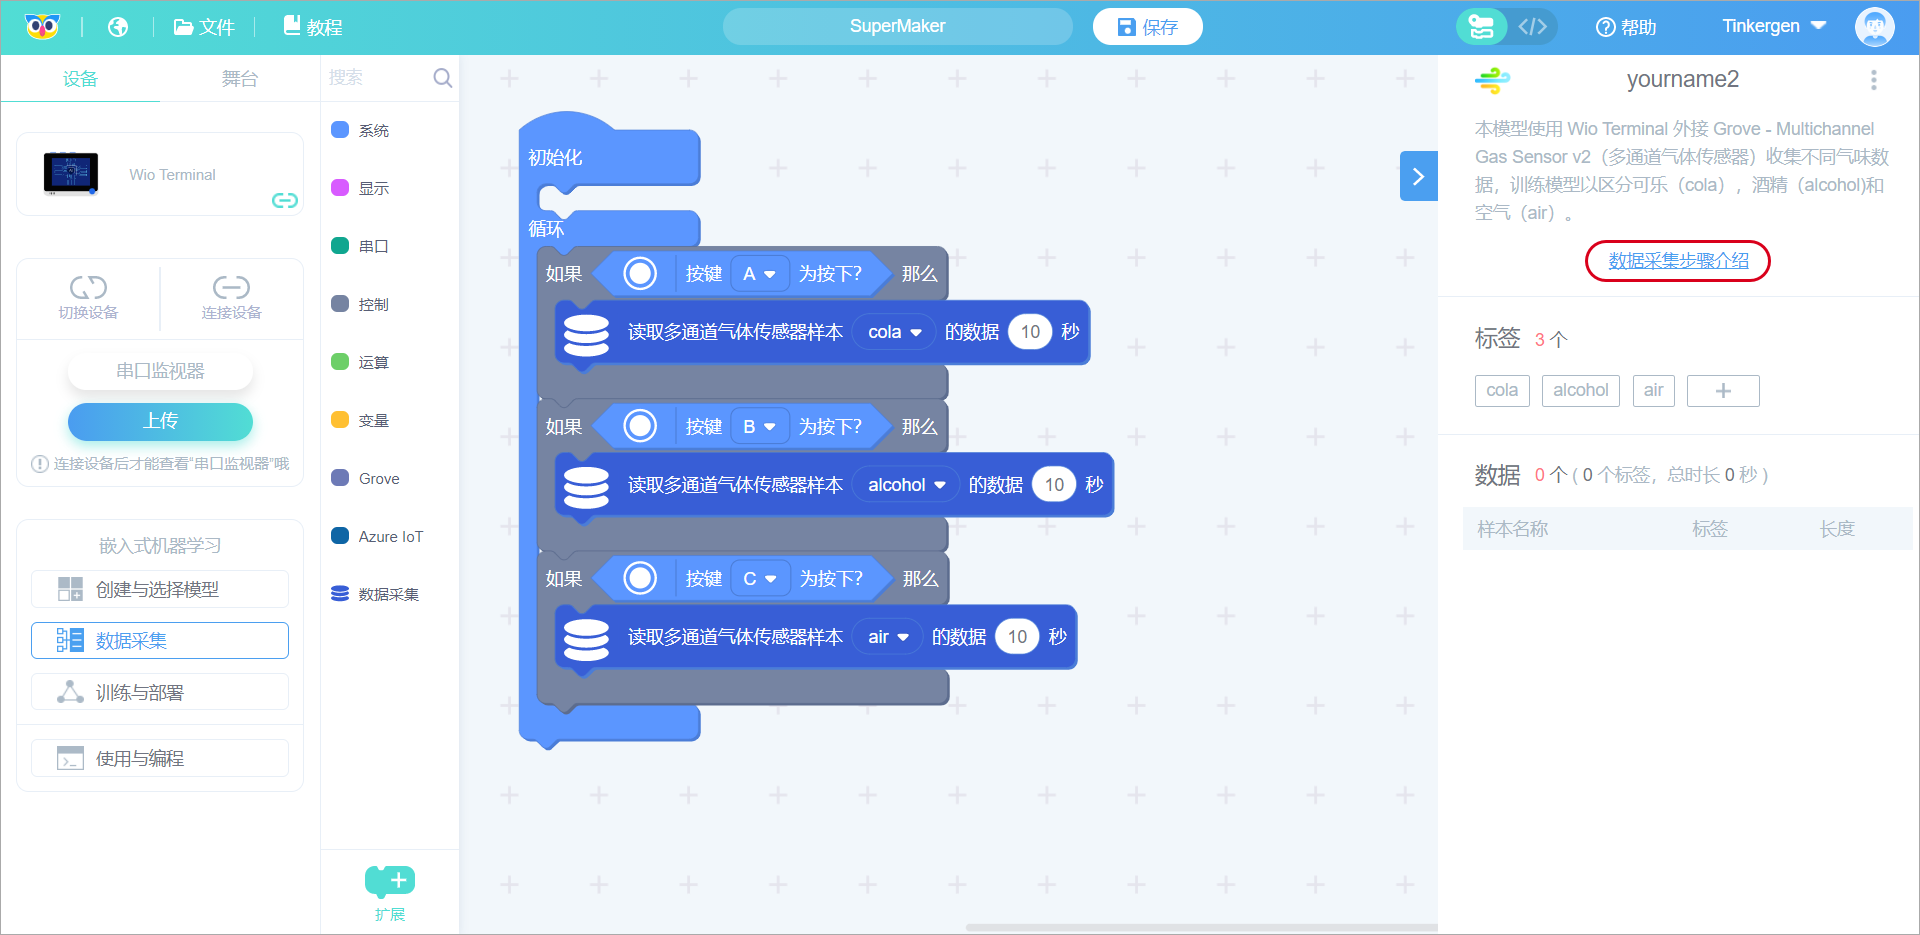 文件
教程
SuperMaker
保存
</>
帮助
Tinkergen
设备
舞台
搜索
Wio Terminal
切换设备
连接设备
串口监视器
上传
连接设备后才能查看“串口监视器”哦
嵌入式机器学习
创建与选择模型
数据采集
训练与部署
使用与编程
系统
显示
串口
控制
运算
变量
Grove
Azure IoT
数据采集
扩展
初始化
循环
如果 按键 A 为按下? 那么
读取多通道气体传感器样本 cola 的数据 10 秒
如果 按键 B 为按下? 那么
读取多通道气体传感器样本 alcohol 的数据 10 秒
如果 按键 C 为按下? 那么
读取多通道气体传感器样本 air 的数据 10 秒
yourname2
本模型使用 Wio Terminal 外接 Grove - Multichannel
Gas Sensor v2（多通道气体传感器）收集不同气味数
据，训练模型以区分可乐（cola），酒精（alcohol)和
空气（air）。
数据采集步骤介绍
标签 3 个
cola alcohol air +
数据 0 个 ( 0 个标签，总时长 0 秒 )
样本名称 标签 长度